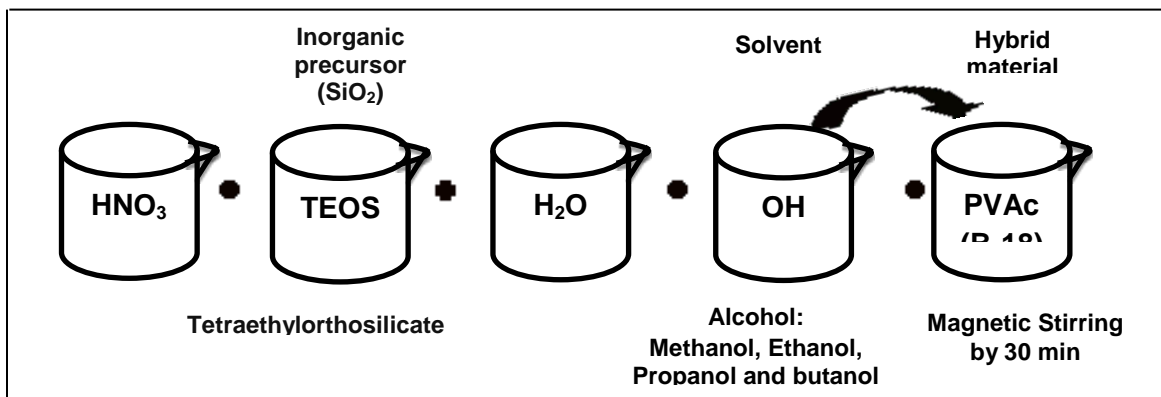 Inorganic
precursor
(SiO₂)
Solvent
Hybrid
material
HNO₃
TEOS
H₂O
OH
PVAc
Tetraethylorthosilicate
Alcohol:
Methanol, Ethanol,
Propanol and butanol
Magnetic Stirring
by 30 min